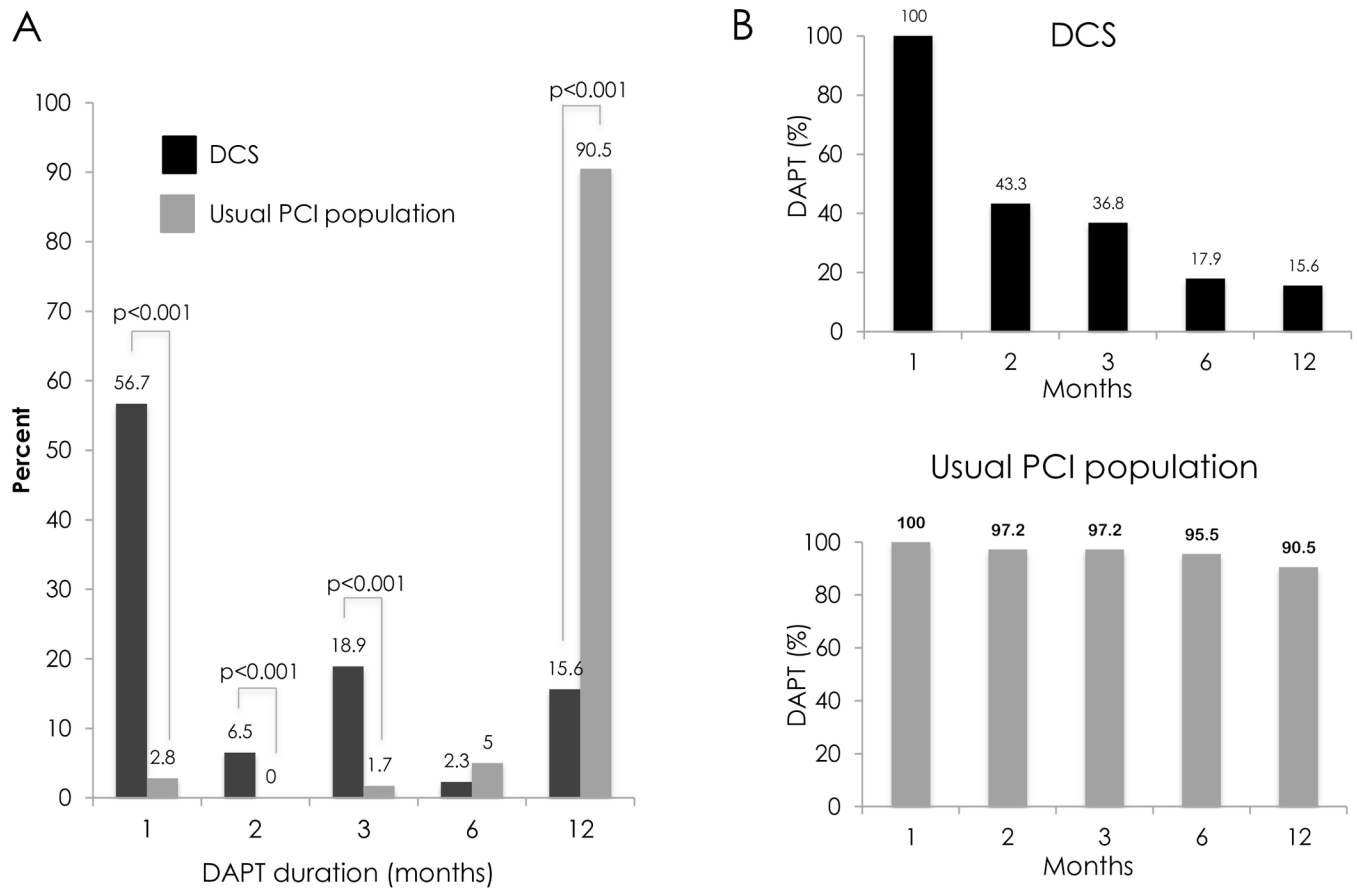 A
p<0.001
100
90.5
DCS
90
Usual PCI population
80
70
p<0.001
60
56.7
50
Percent
40
30
p<0.001
20
18.9
p<0.001
15.6
10
6.5
5
2.8
2.3
1.7
0
0
1 2 3 6 12
DAPT duration (months)
B
DCS
100
100
80
DAPT (%)
60
43.3
40
36.8
20
17.9
15.6
0
1 2 3 6 12
Months
Usual PCI population
100 97.2 97.2 95.5 90.5
100
80
DAPT (%)
60
40
20
0
1 2 3 6 12
Months